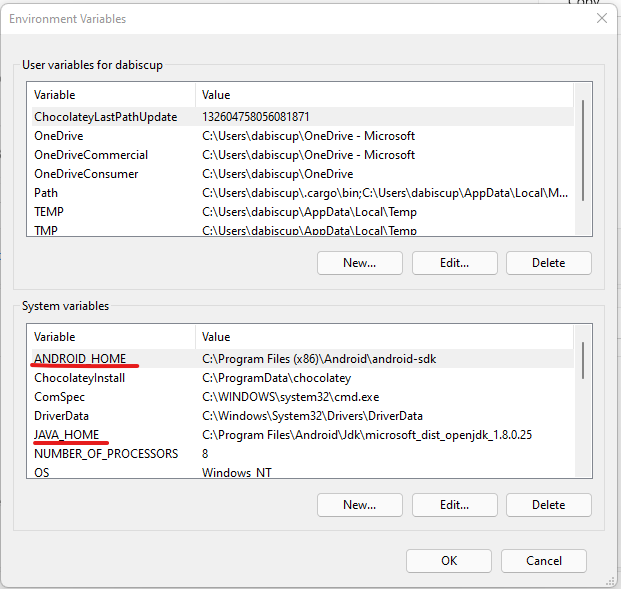 Copy
Environment Variables
User variables for dabiscup
Variable Value
ChocolateyLastPathUpdate 132604758056081871
OneDrive C:\Users\dabiscup\OneDrive - Microsoft
OneDriveCommercial C:\Users\dabiscup\OneDrive - Microsoft
OneDriveConsumer C:\Users\dabiscup\OneDrive
Path C:\Users\dabiscup\.cargo\bin;C:\Users\dabiscup\AppData\Local\M...
TEMP C:\Users\dabiscup\AppData\Local\Temp
TMP C:\Users\dabiscup\AppData\Local\Temp
New... Edit... Delete
System variables
Variable Value
ANDROID_HOME C:\Program Files (x86)\Android\android-sdk
ChocolateyInstall C:\ProgramData\chocolatey
ComSpec C:\WINDOWS\system32\cmd.exe
DriverData C:\Windows\System32\Drivers\DriverData
JAVA_HOME C:\Program Files\Android\Jdk\microsoft_dist_openjdk_1.8.0.25
NUMBER_OF_PROCESSORS 8
OS Windows_NT
New... Edit... Delete
OK Cancel